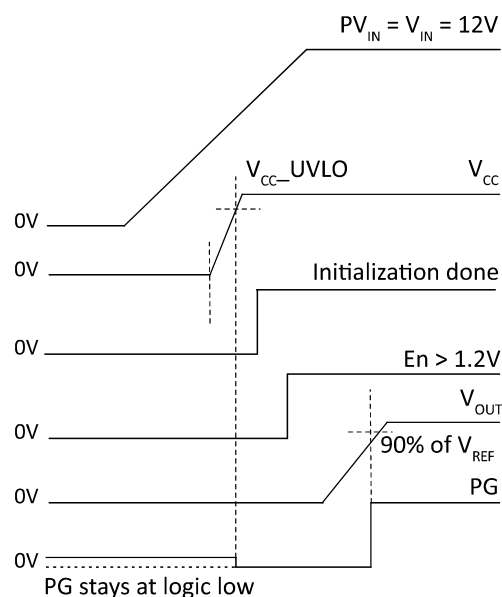 PV_IN = V_IN = 12V
V_CC_UVLO
V_CC
0V
0V
Initialization done
0V
En > 1.2V
0V
V_OUT
90% of V_REF
0V
PG
0V
PG stays at logic low